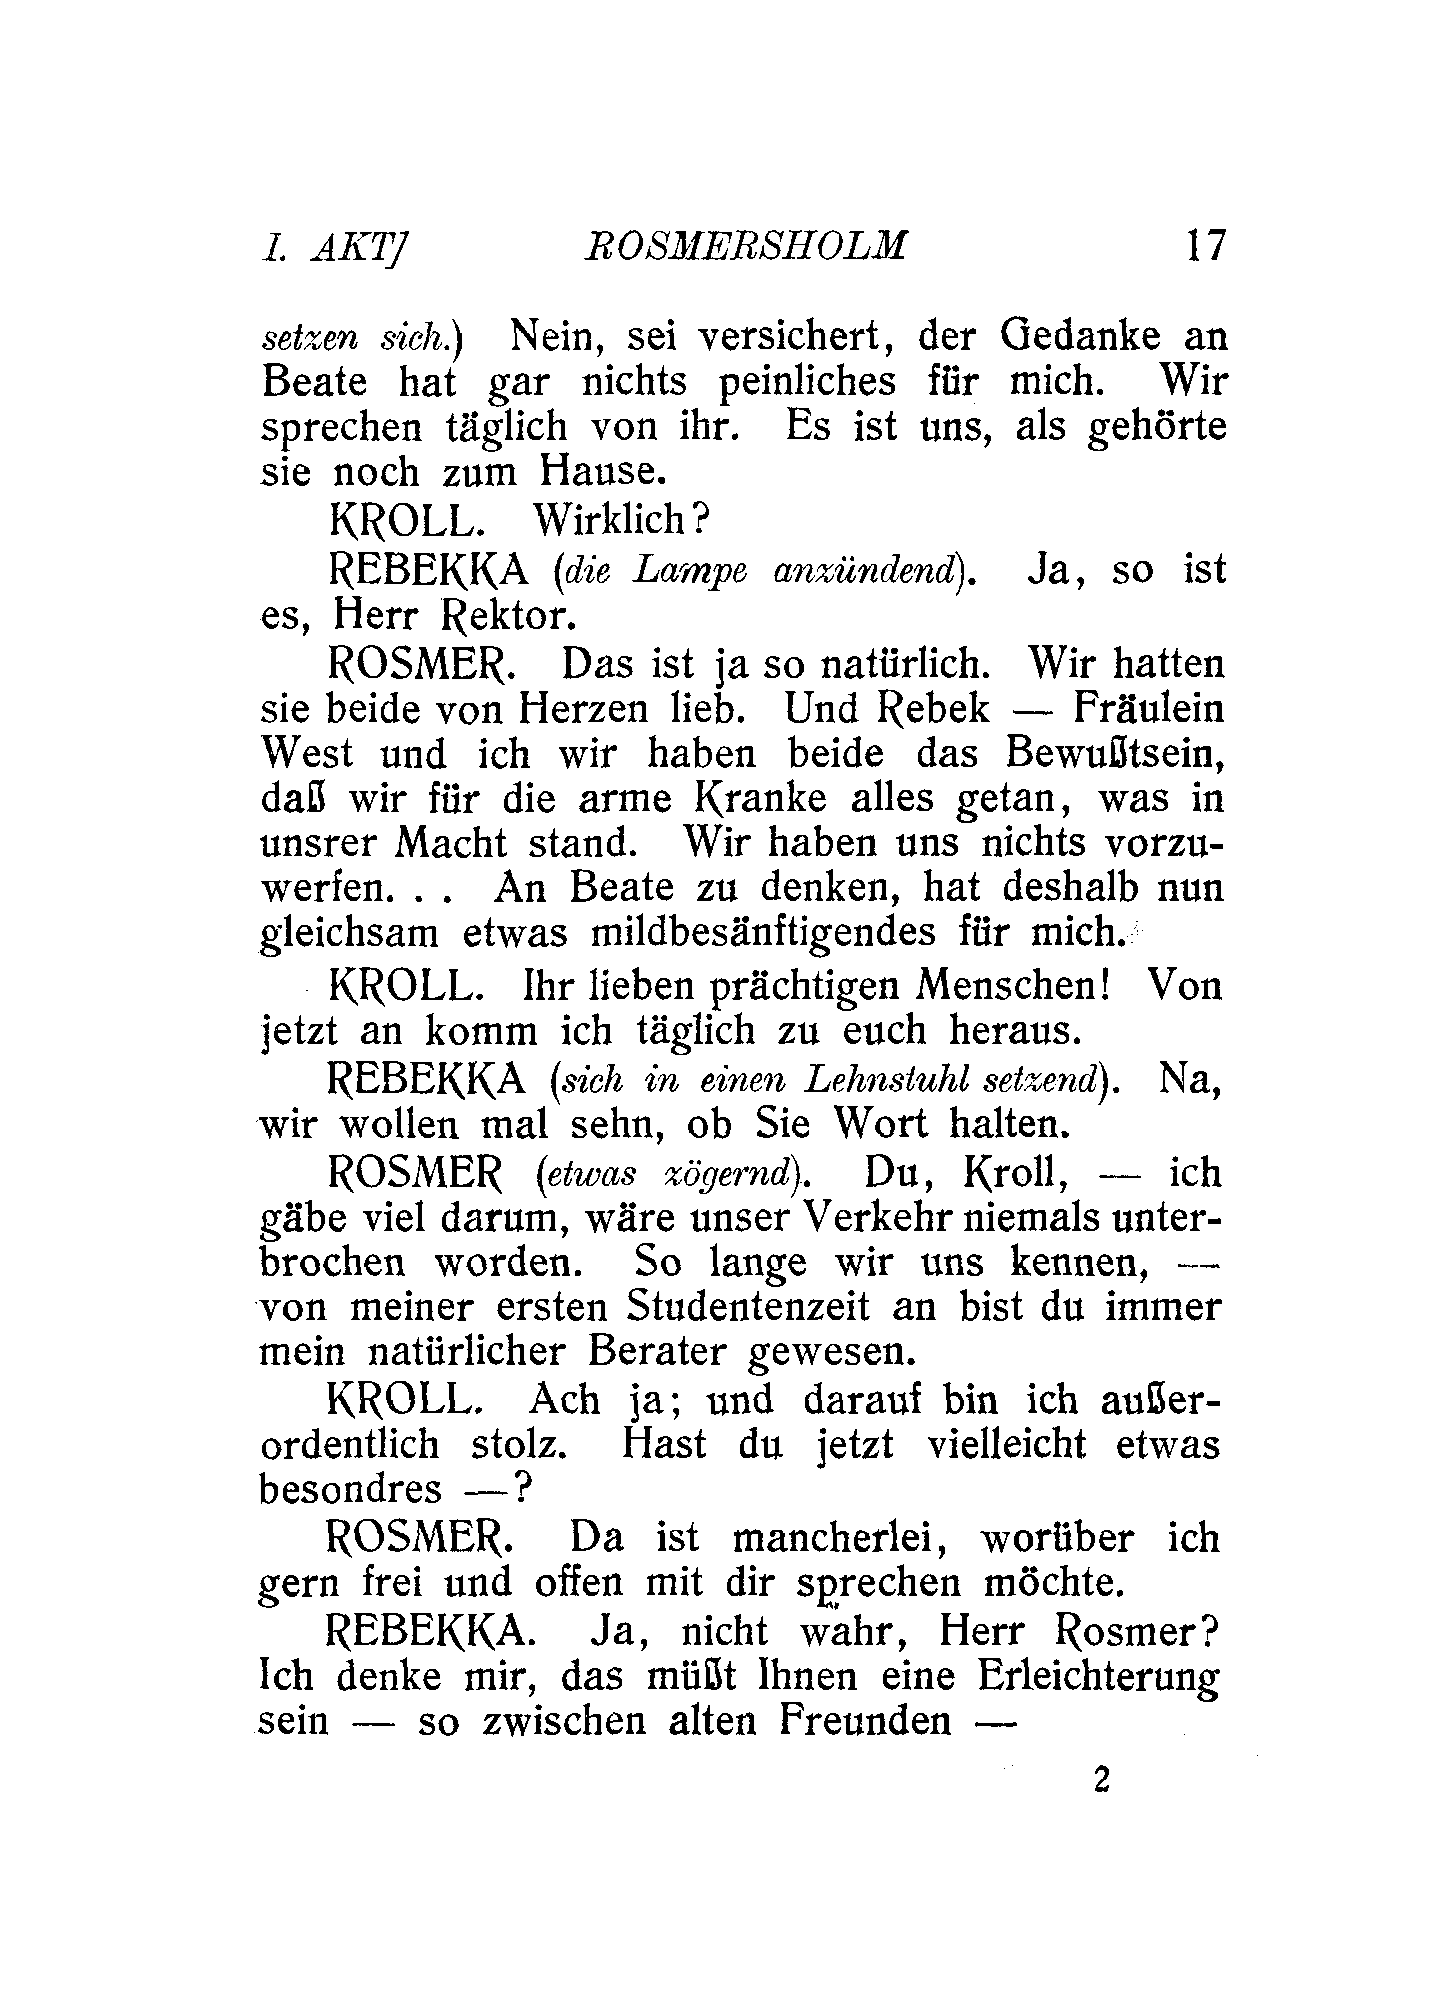 I. AKT] ROSMERSHOLM 17
setzen sich.) Nein, sei versichert, der Gedanke an
Beate hat gar nichts peinliches für mich. Wir
sprechen täglich von ihr. Es ist uns, als gehörte
sie noch zum Hause.
KROLL. Wirklich?
REBEKKA (die Lampe anzündend). Ja, so ist
es, Herr Rektor.
ROSMER. Das ist ja so natürlich. Wir hatten
sie beide von Herzen lieb. Und Rebek — Fräulein
West und ich wir haben beide das Bewußtsein,
daß wir für die arme Kranke alles getan, was in
unsrer Macht stand. Wir haben uns nichts vorzu-
werfen. . . An Beate zu denken, hat deshalb nun
gleichsam etwas mildbesänftigendes für mich.
KROLL. Ihr lieben prächtigen Menschen! Von
jetzt an komm ich täglich zu euch heraus.
REBEKKA (sich in einen Lehnstuhl setzend). Na,
wir wollen mal sehn, ob Sie Wort halten.
ROSMER (etwas zögernd). Du, Kroll, — ich
gäbe viel darum, wäre unser Verkehr niemals unter-
brochen worden. So lange wir uns kennen, —
von meiner ersten Studentenzeit an bist du immer
mein natürlicher Berater gewesen.
KROLL. Ach ja; und darauf bin ich außer-
ordentlich stolz. Hast du jetzt vielleicht etwas
besondres —?
ROSMER. Da ist mancherlei, worüber ich
gern frei und offen mit dir sprechen möchte.
REBEKKA. Ja, nicht wahr, Herr Rosmer?
Ich denke mir, das müßt Ihnen eine Erleichterung
sein — so zwischen alten Freunden —
2